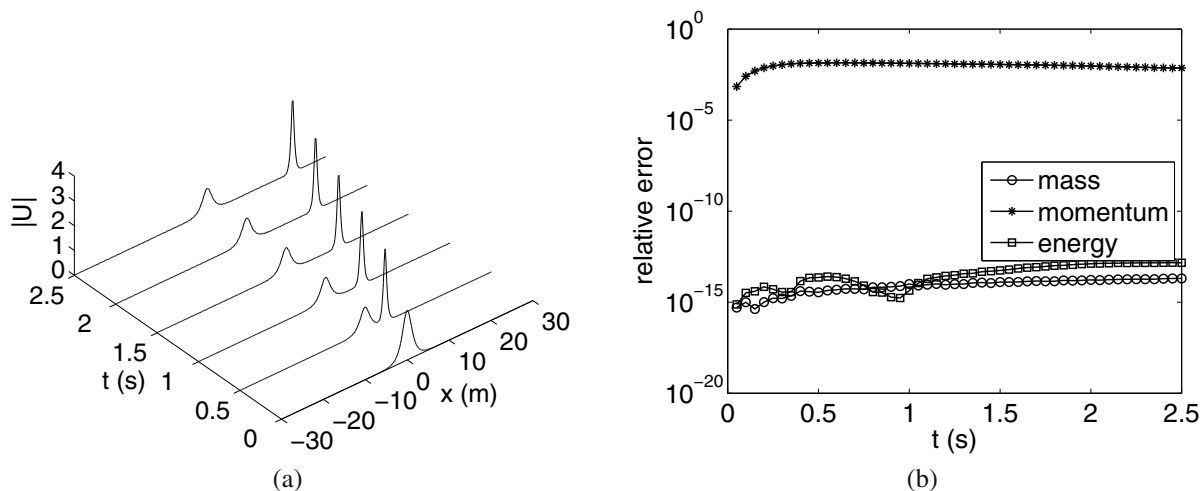 |U|
4
3
2
1
0
2.5
2
1.5
1
0.5
0
t (s)
−30
−20
−10
0
10
20
30
x (m)
(a)
relative error
10^0
10^−5
10^−10
10^−15
10^−20
mass
momentum
energy
0
0.5
1
1.5
2
2.5
t (s)
(b)